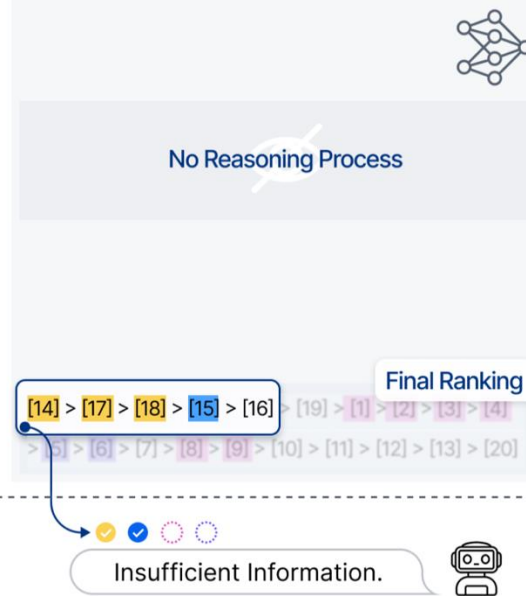 No Reasoning Process
Final Ranking
[14] > [17] > [18] > [15] > [16] > [19] > [1] > [2] > [3] > [4]
> [5] > [6] > [7] > [8] > [9] > [10] > [11] > [12] > [13] > [20]
Insufficient Information.